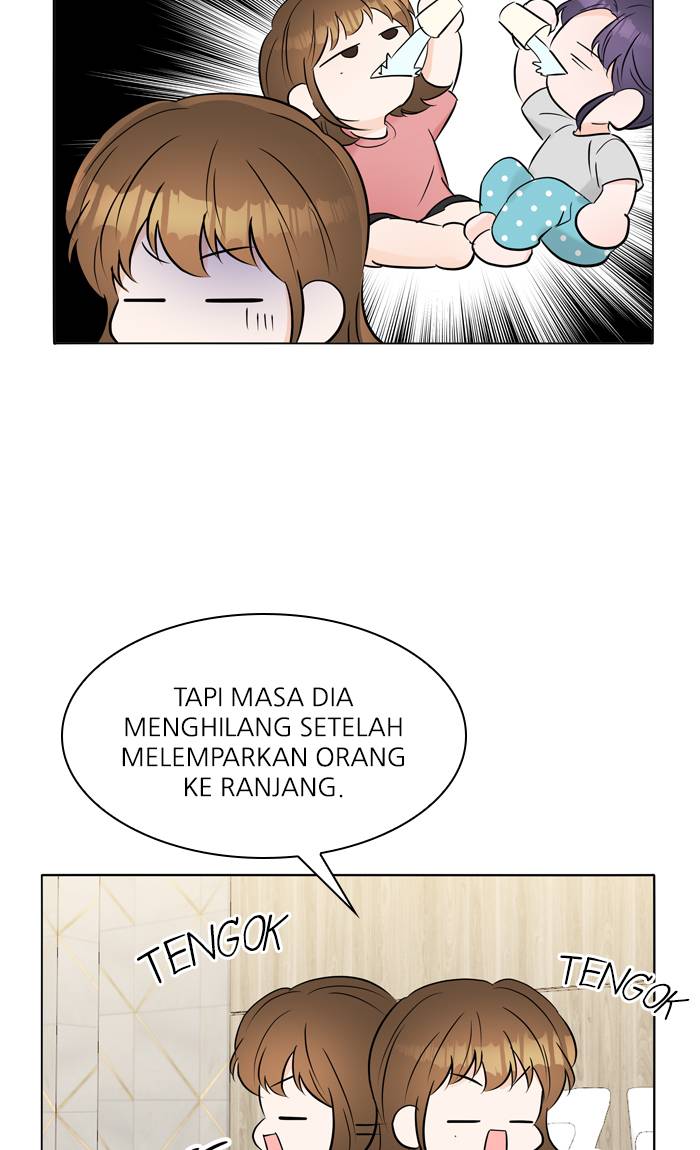 TAPI MASA DIA
MENGHILANG SETELAH
MELEMPARKAN ORANG
KE RANJANG.
TENGOK
TENGOK